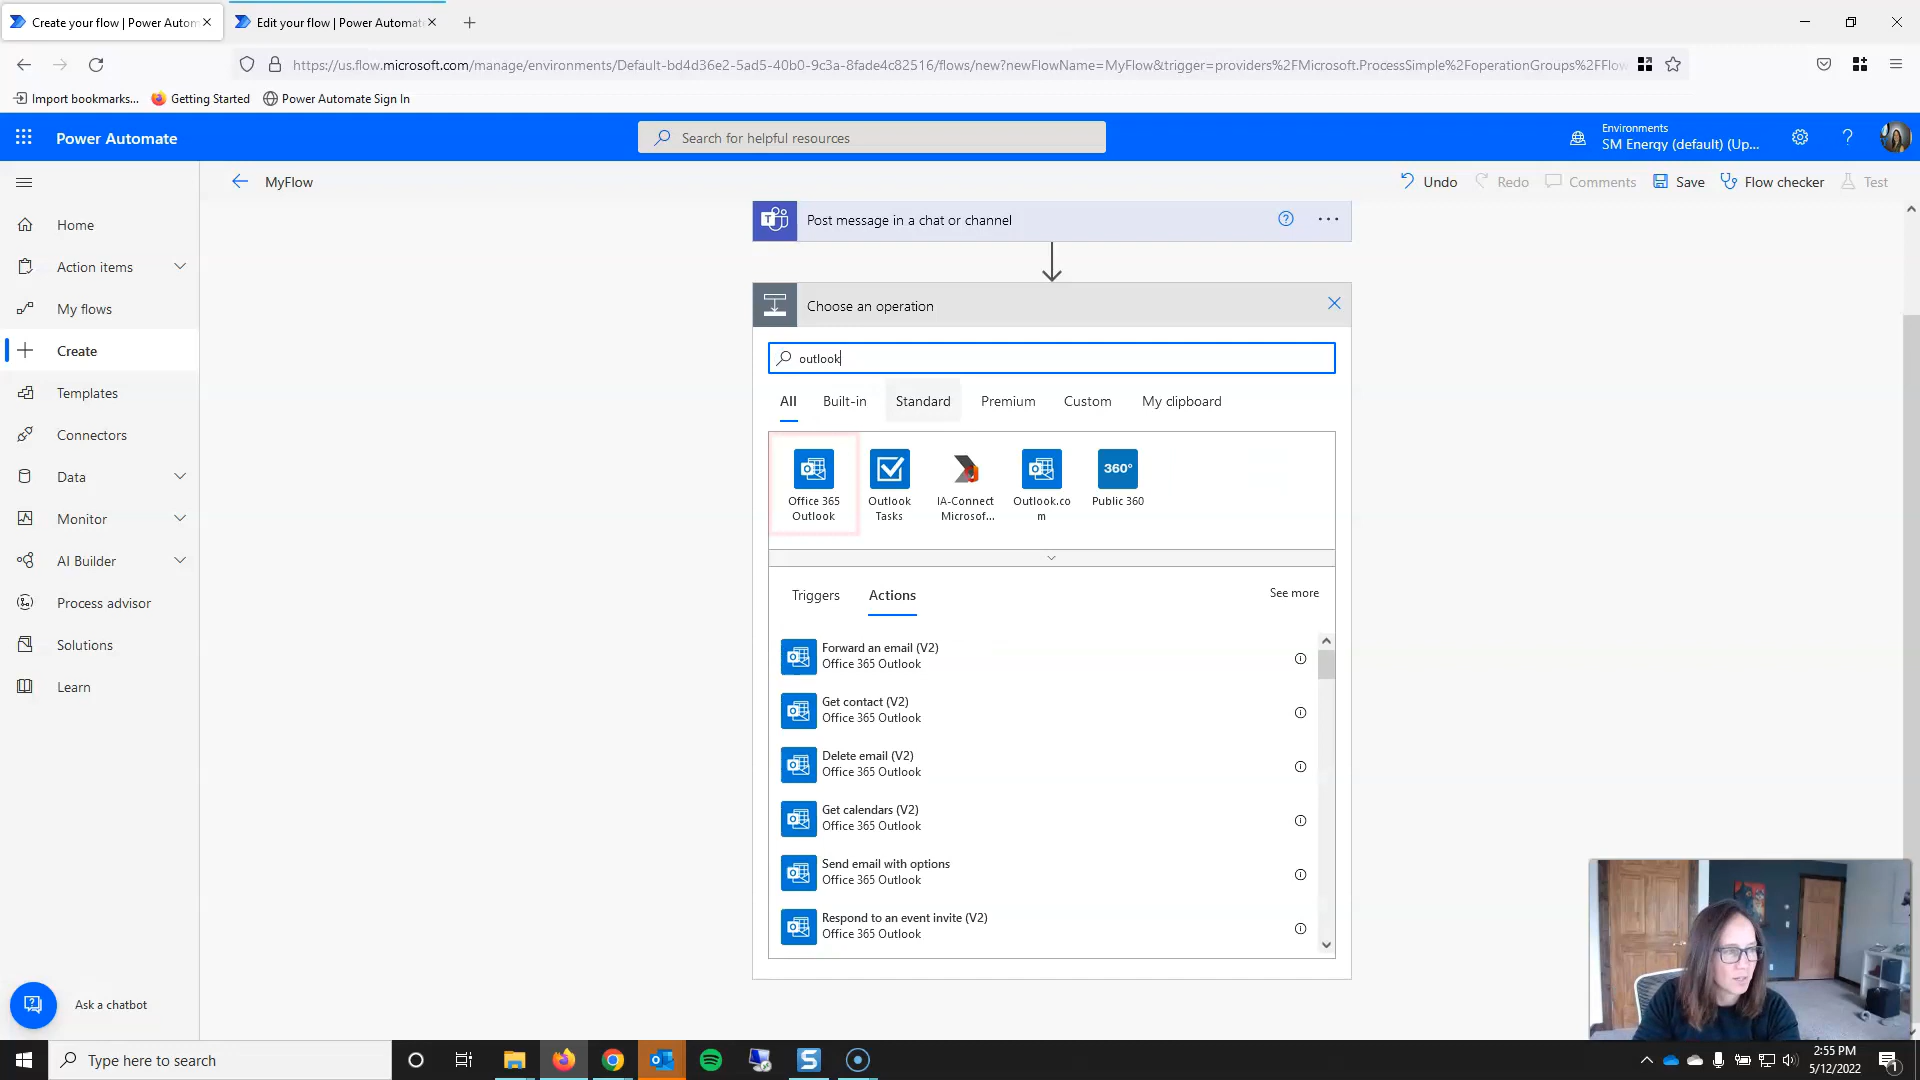 Create your flow | Power Autom
Edit your flow | Power Automat
https://us.flow.microsoft.com/manage/environments/Default-bd4d36e2-5ad5-40b0-9c3a-8fade4c82516/flows/new?newFlowName=MyFlow&trigger=providers%2FMicrosoft.ProcessSimple%2FoperationGroups%2FFlow
Import bookmarks...
Getting Started
Power Automate Sign In
Power Automate
Search for helpful resources
Environments
SM Energy (default) (Up...
MyFlow
Undo
Redo
Comments
Save
Flow checker
Test
Home
Action items
My flows
Create
Templates
Connectors
Data
Monitor
AI Builder
Process advisor
Solutions
Learn
Ask a chatbot
Post message in a chat or channel
Choose an operation
outlook
All
Built-in
Standard
Premium
Custom
My clipboard
Office 365
Outlook
Outlook
Tasks
IA-Connect
Microsof...
Outlook.co
m
360°
Public 360
Triggers
Actions
See more
Forward an email (V2)
Office 365 Outlook
Get contact (V2)
Office 365 Outlook
Delete email (V2)
Office 365 Outlook
Get calendars (V2)
Office 365 Outlook
Send email with options
Office 365 Outlook
Respond to an event invite (V2)
Office 365 Outlook
Type here to search
2:55 PM
5/12/2022
1